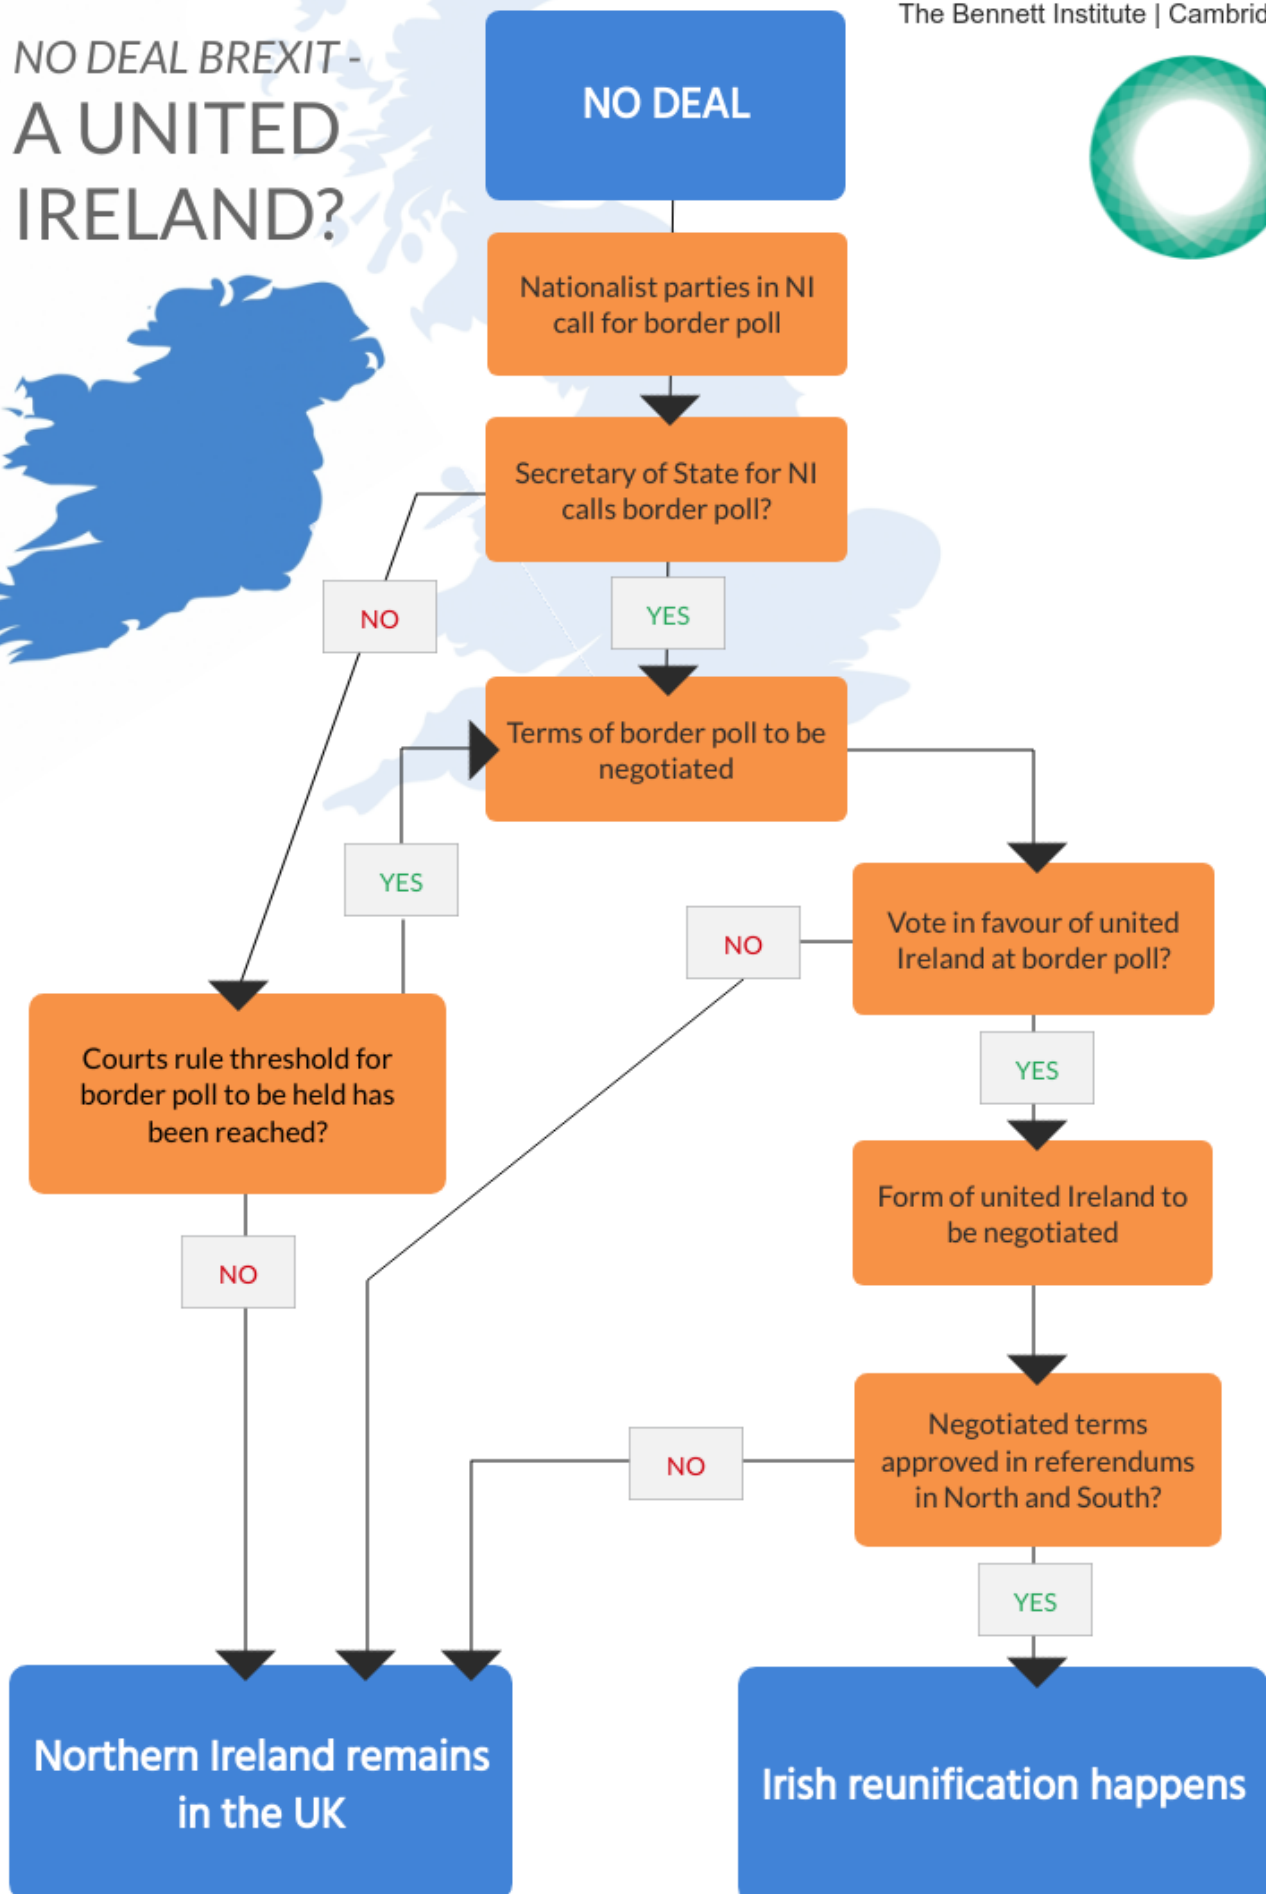 The Bennett Institute | Cambrid
NO DEAL BREXIT -
A UNITED
IRELAND?
NO DEAL
Nationalist parties in NI
call for border poll
Secretary of State for NI
calls border poll?
NO
YES
Terms of border poll to be
negotiated
YES
Vote in favour of united
Ireland at border poll?
NO
YES
Courts rule threshold for
border poll to be held has
been reached?
Form of united Ireland to
be negotiated
NO
Negotiated terms
approved in referendums
in North and South?
NO
YES
Northern Ireland remains
in the UK
Irish reunification happens